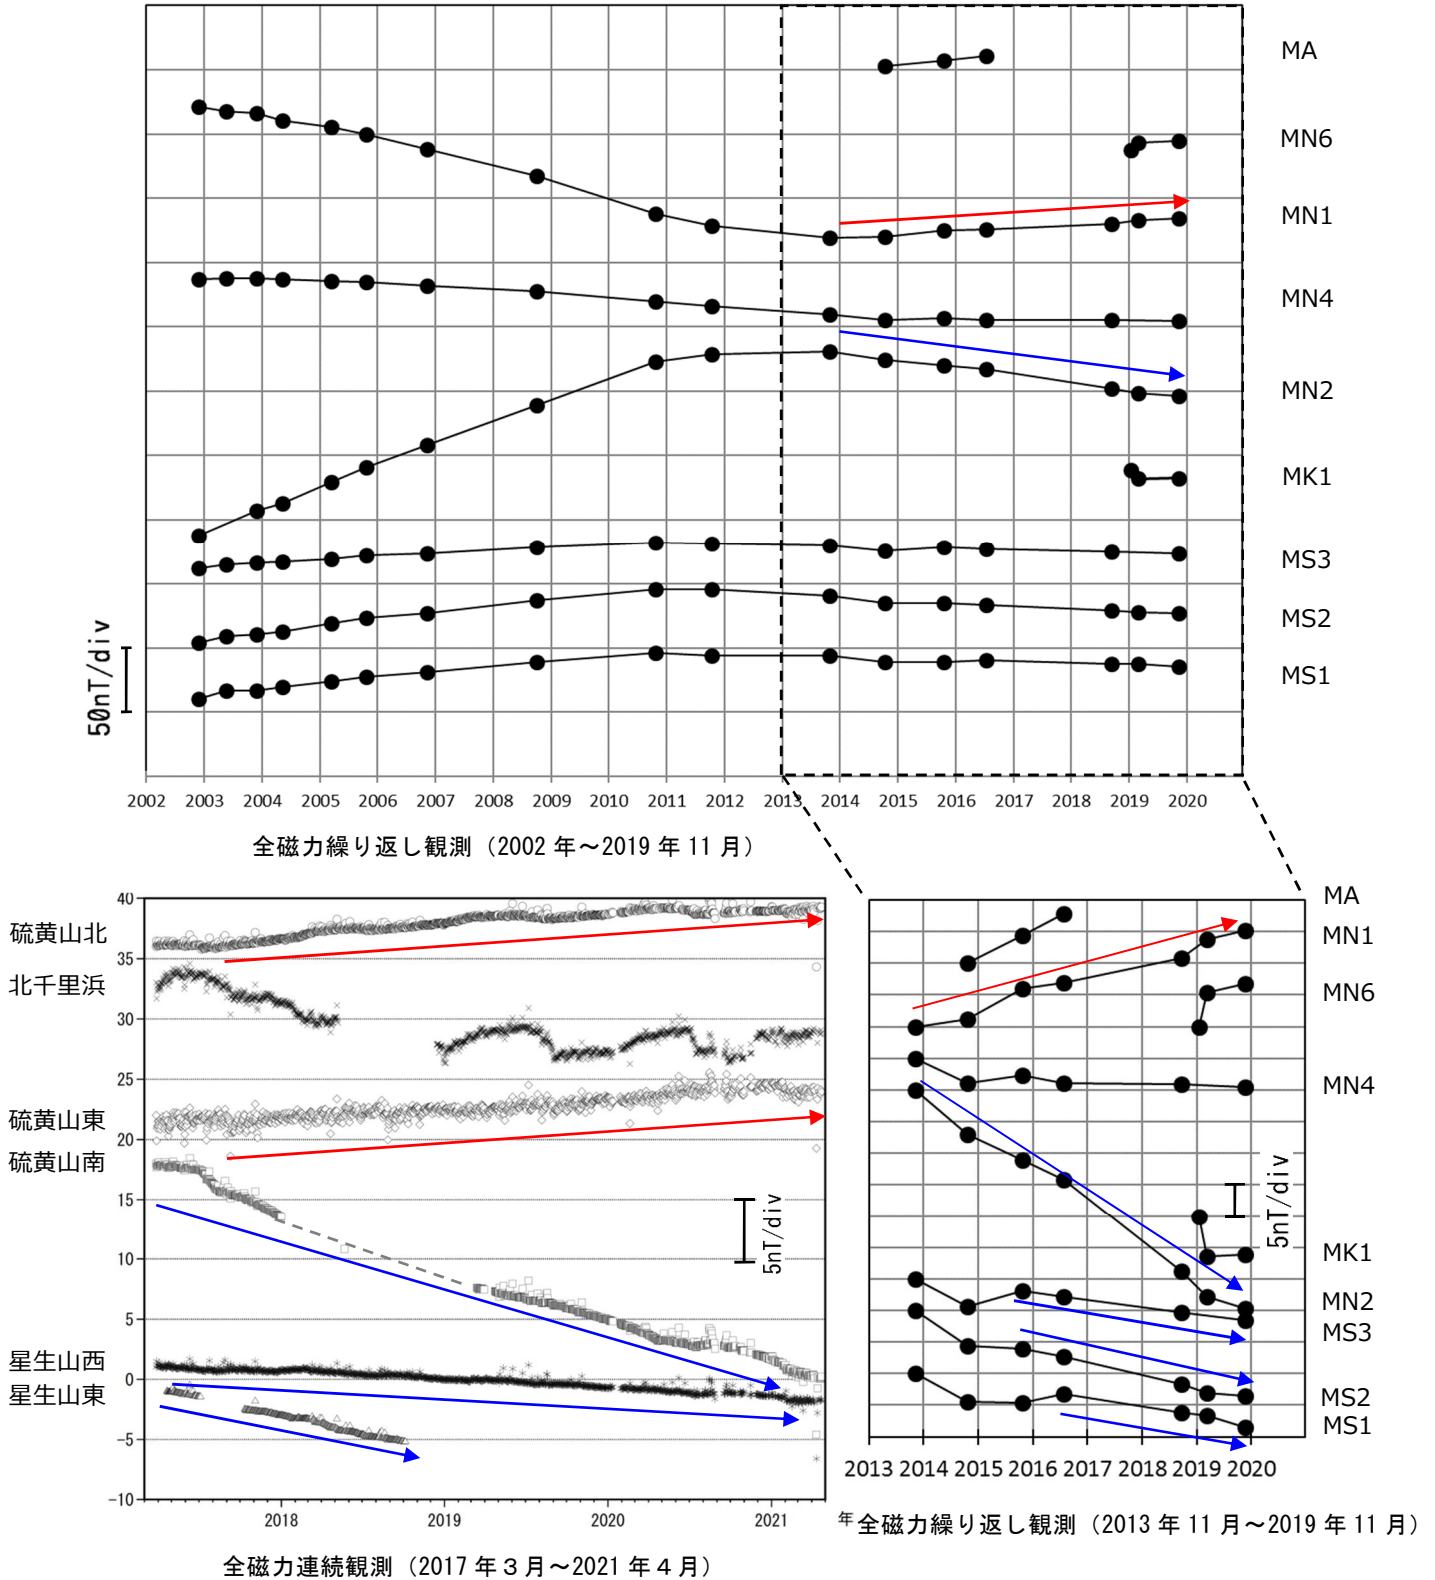 MA
MN6
MN1
MN4
MN2
MK1
MS3
MS2
MS1
50nT/div
2002 2003 2004 2005 2006 2007 2008 2009 2010 2011 2012 2013 2014 2015 2016 2017 2018 2019 2020
全磁力繰り返し観測（2002 年～2019 年 11 月）
40
35
30
25
20
15
10
5
0
-5
-10
硫黄山北
北千里浜
硫黄山東
硫黄山南
星生山西
星生山東
5nT/div
2018 2019 2020 2021
全磁力連続観測（2017 年３月～2021 年４月）
MA
MN1
MN6
MN4
5nT/div
MK1
MN2
MS3
MS2
MS1
2013 2014 2015 2016 2017 2018 2019 2020
年
全磁力繰り返し観測（2013 年 11 月～2019 年 11 月）